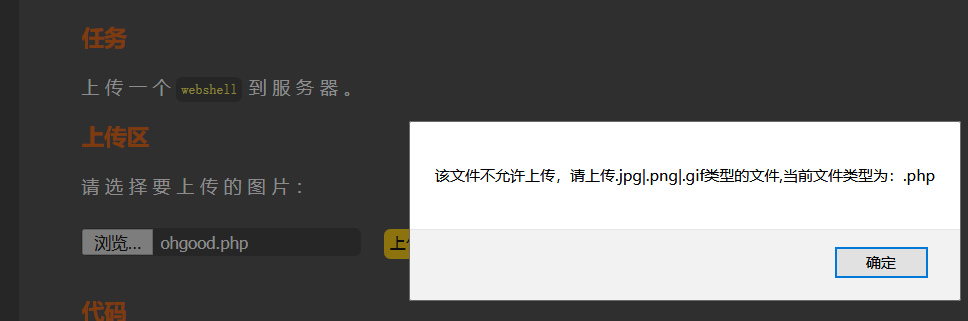 任务
上传一个 webshell 到服务器。
上传区
该文件不允许上传，请上传.jpg|.png|.gif类型的文件,当前文件类型为：.php
请选择要上传的图片：
浏览... ohgood.php 上
确定
代码